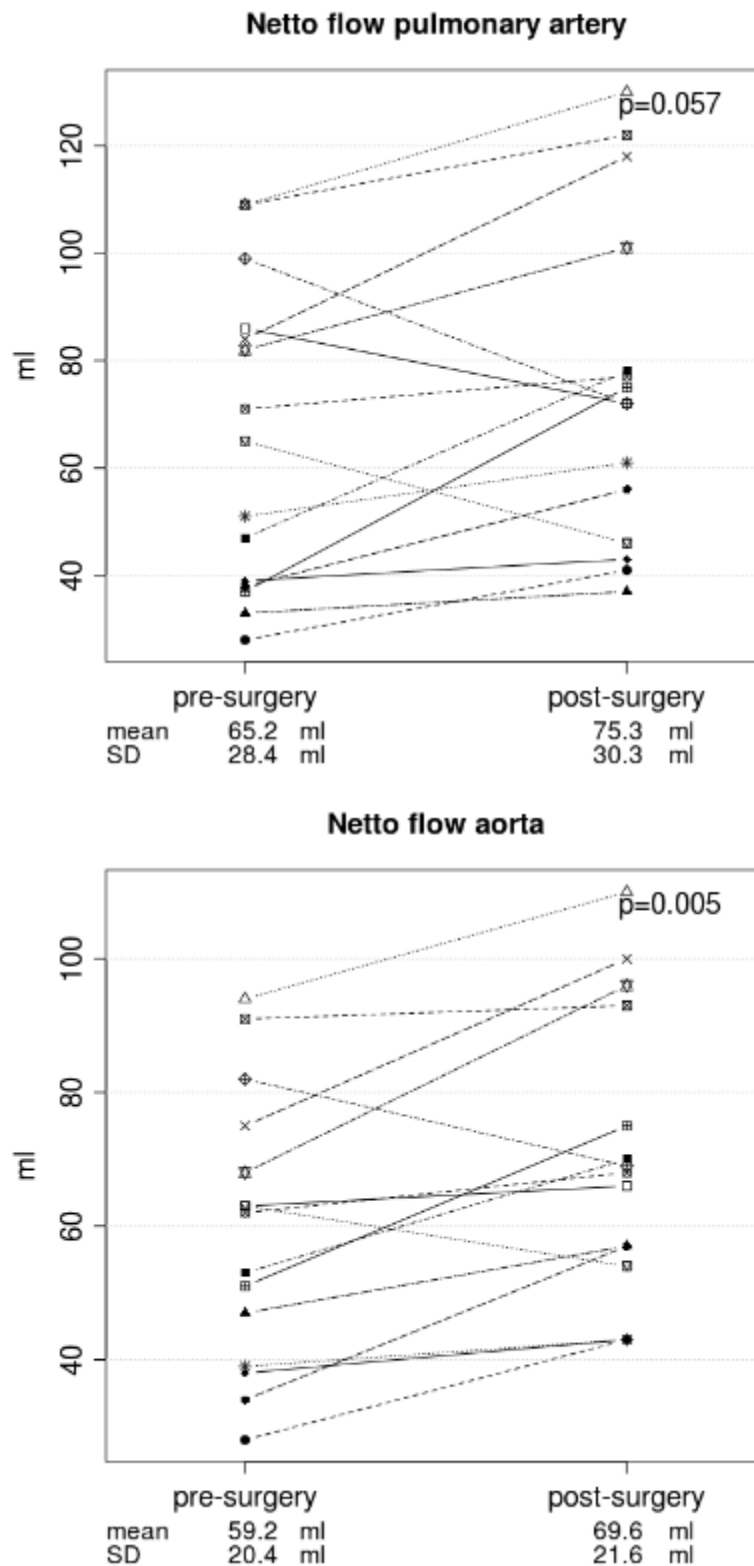 Netto flow pulmonary artery
p=0.057
120
100
80
60
40
ml
pre-surgery post-surgery
mean 65.2 ml 75.3 ml
SD 28.4 ml 30.3 ml
Netto flow aorta
p=0.005
100
80
60
40
ml
pre-surgery post-surgery
mean 59.2 ml 69.6 ml
SD 20.4 ml 21.6 ml